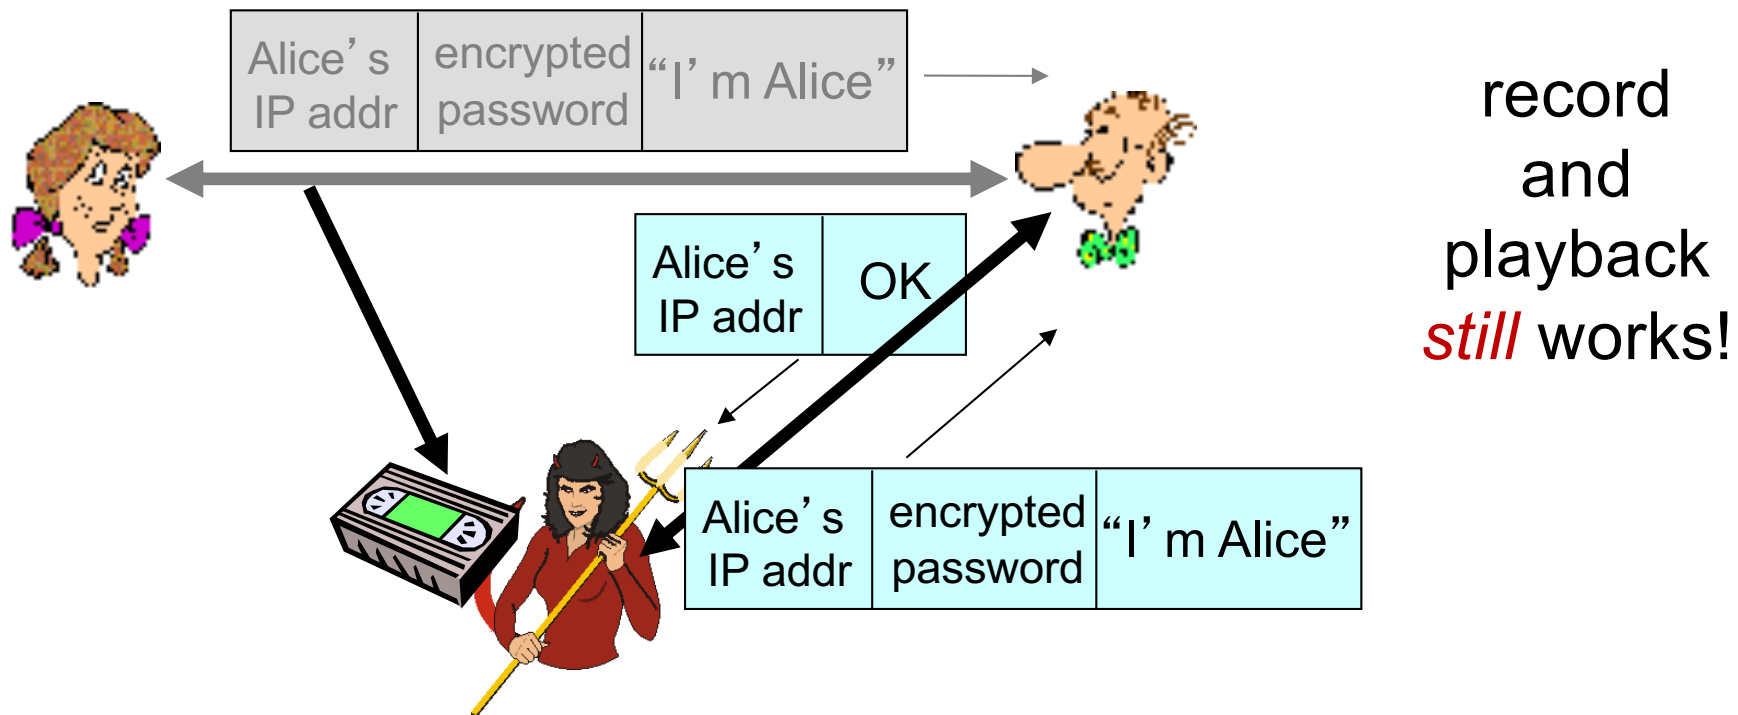 Alice’s
IP addr
encrypted
password
“I’m Alice”
record
and
playback
still works!
Alice’s
IP addr
OK
Alice’s
IP addr
encrypted
password
“I’m Alice”